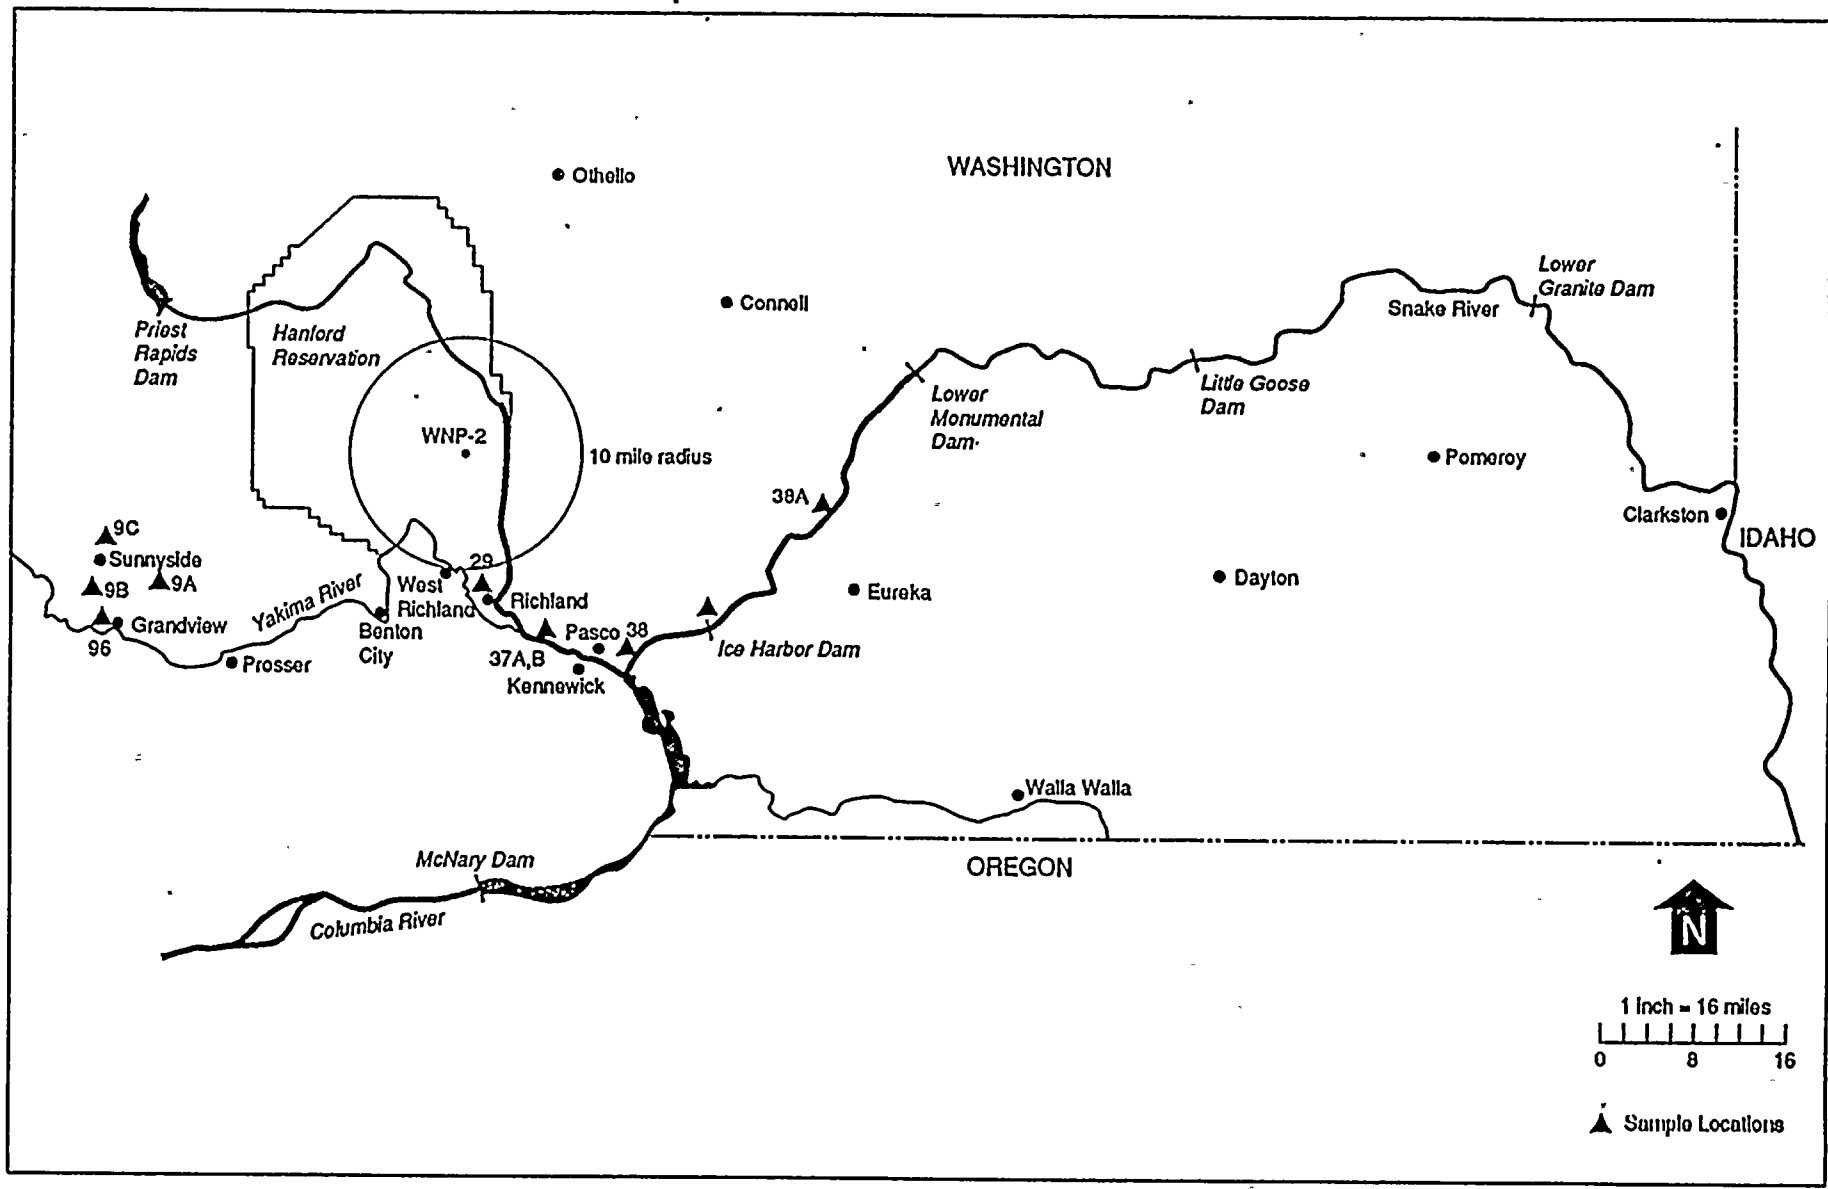 WASHINGTON
Othello
Connell
Lower
Granite Dam
Snake River
Priest
Rapids
Dam
Hanford
Reservation
Little Goose
Dam
Lower
Monumental
Dam
WNP-2
10 mile radius
Pomeroy
38A
Clarkston
IDAHO
9C
Sunnyside
9B
9A
29
West
Richland
Richland
Yakima River
Dayton
Eureka
Grandview
96
Benton
City
Prosser
Pasco
38
37A,B
Kennewick
Ice Harbor Dam
Walla Walla
McNary Dam
OREGON
Columbia River
N
1 inch = 16 miles
0 8 16
Sample Locations